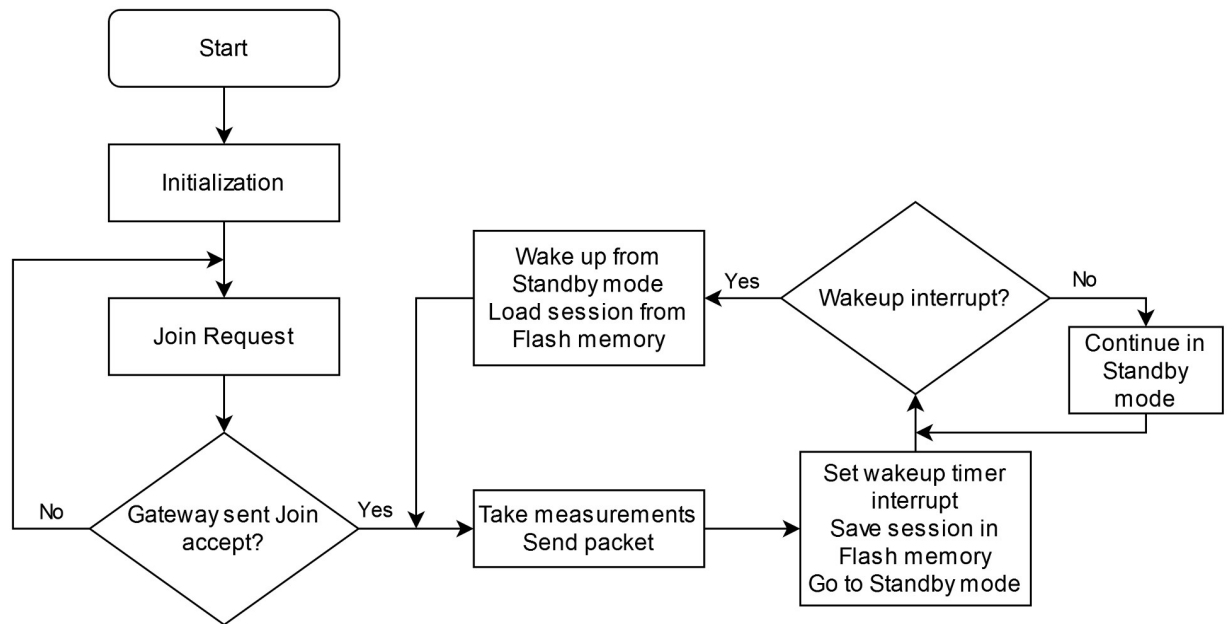 Start
Initialization
Join Request
Gateway sent Join
accept?
No
Yes
Take measurements
Send packet
Set wakeup timer
interrupt
Save session in
Flash memory
Go to Standby mode
Wakeup interrupt?
No
Continue in
Standby
mode
Yes
Wake up from
Standby mode
Load session from
Flash memory